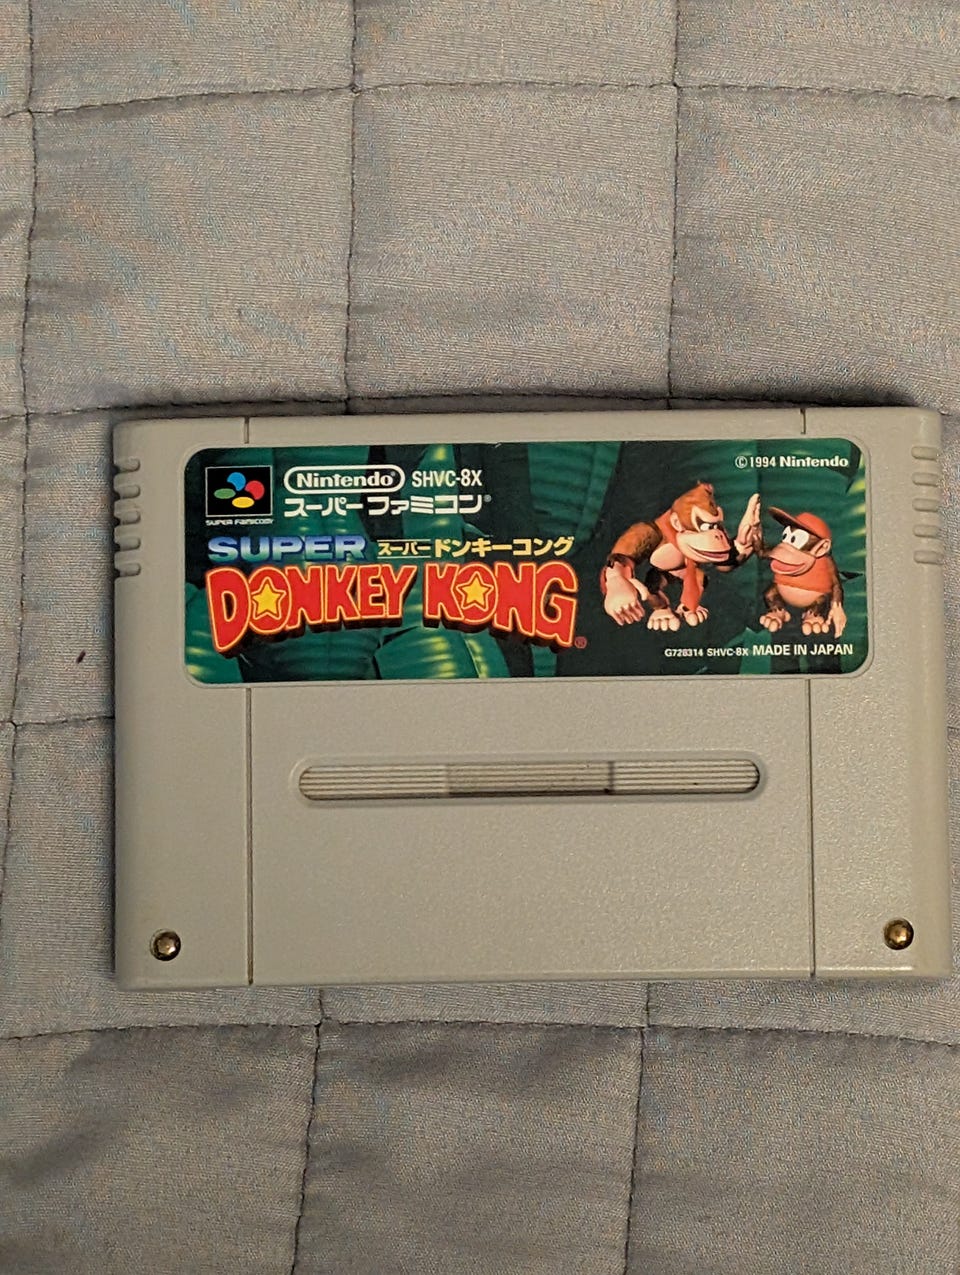 SUPER FAMICOM
Nintendo SHVC-8X
スーパーファミコン®
©1994 Nintendo
SUPER スーパードンキーコング
DONKEY KONG®
G728314 SHVC-8X MADE IN JAPAN